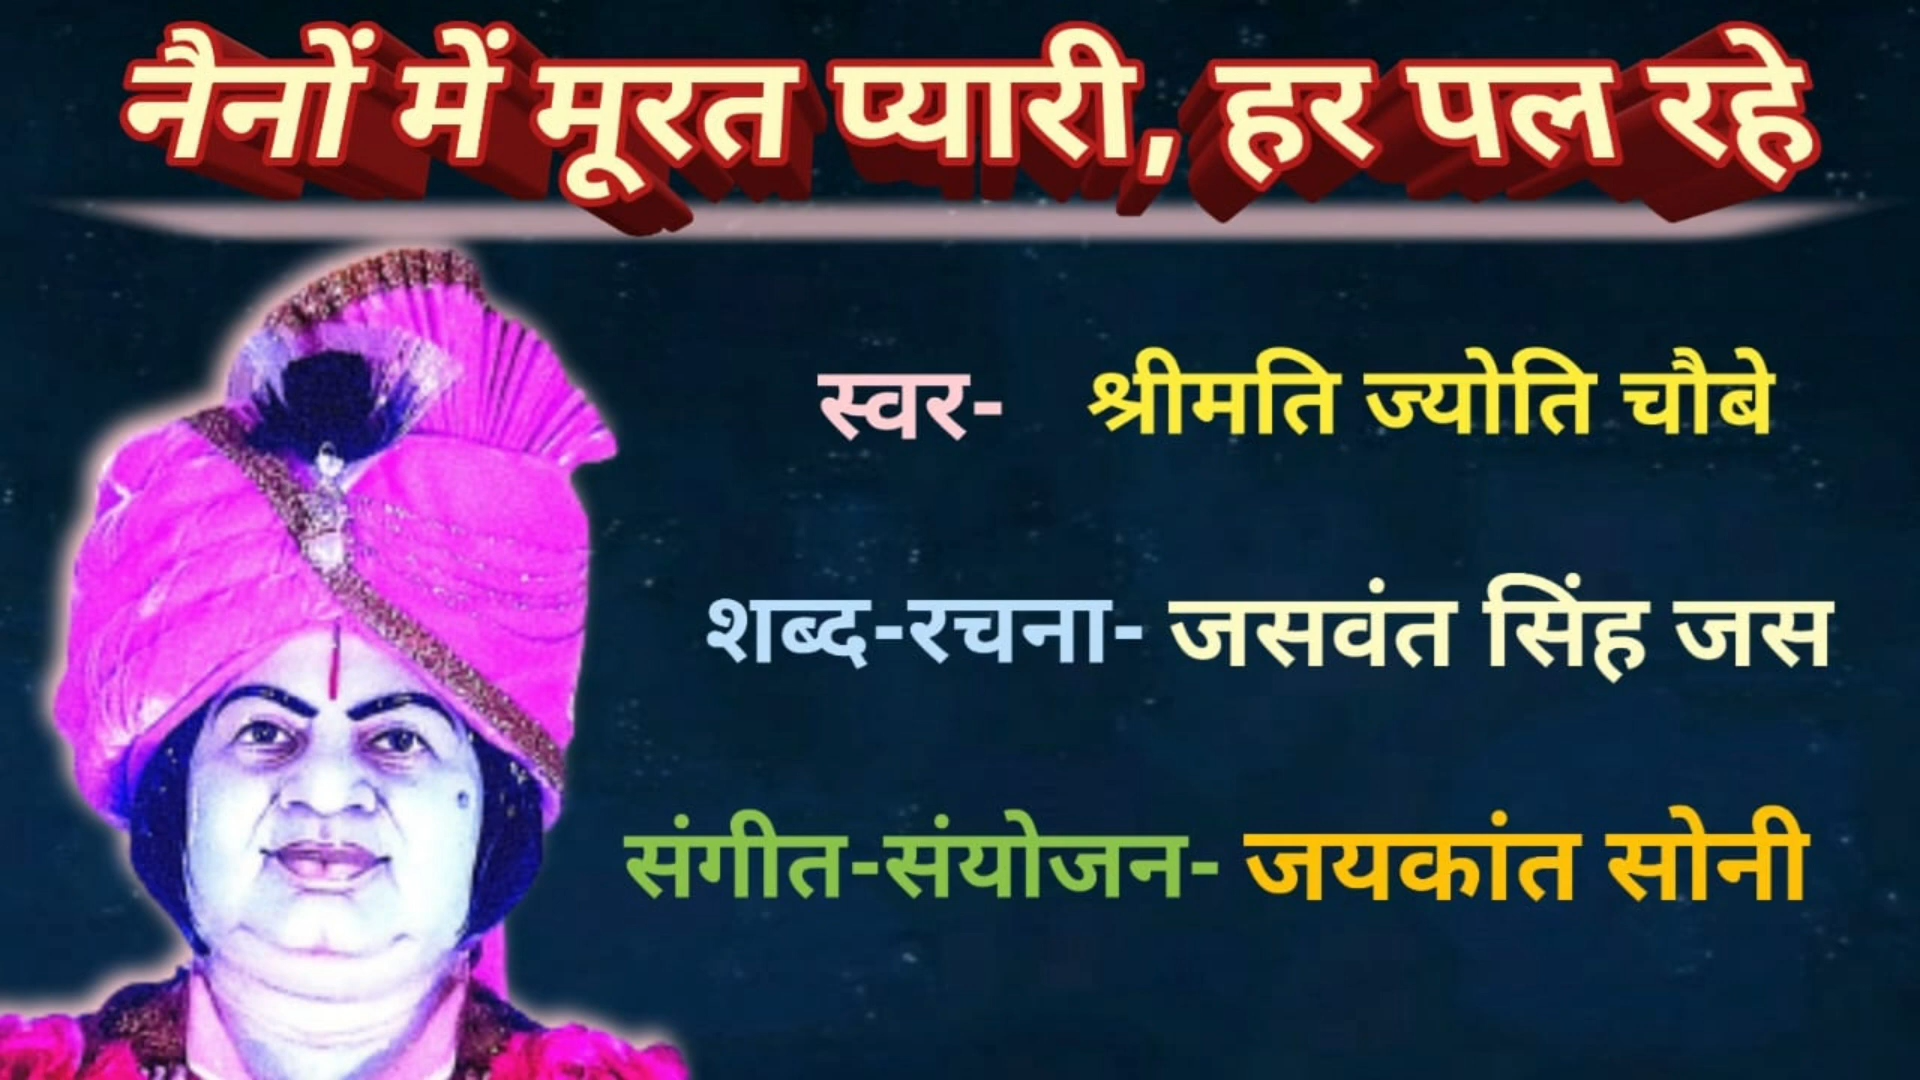 नैनों में मूरत प्यारी, हर पल रहे
स्वर- श्रीमति ज्योति चौबे
शब्द-रचना- जसवंत सिंह जस
संगीत-संयोजन- जयकांत सोनी